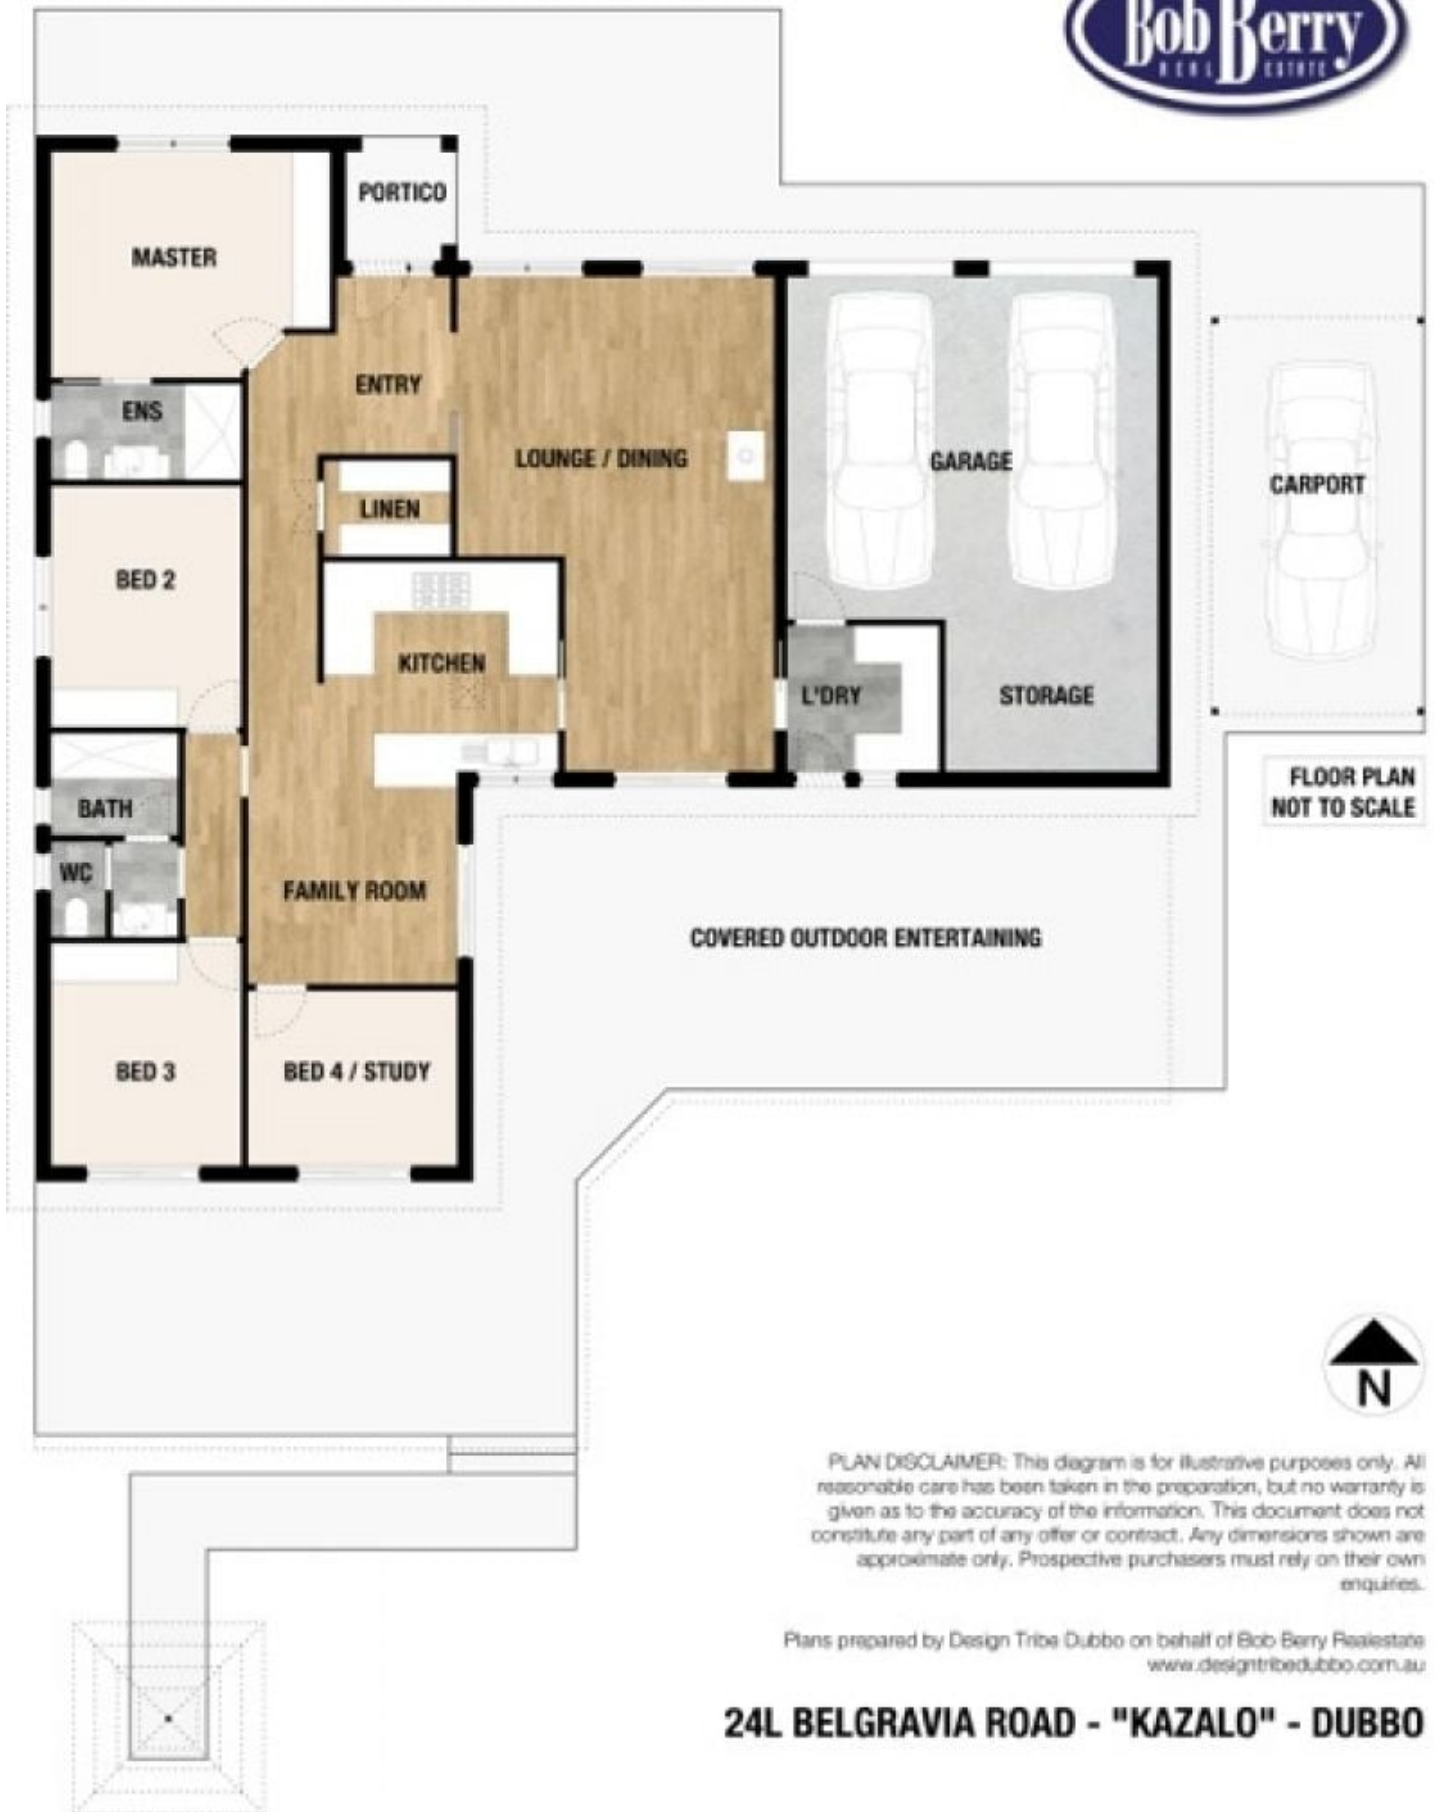 Bob Berry
REAL ESTATE
PORTICO
MASTER
ENTRY
ENS
LOUNGE / DINING
GARAGE
CARPORT
LINEN
BED 2
KITCHEN
L'DRY
STORAGE
BATH
FLOOR PLAN
NOT TO SCALE
WC
FAMILY ROOM
COVERED OUTDOOR ENTERTAINING
BED 3
BED 4 / STUDY
N
PLAN DISCLAIMER: This diagram is for illustrative purposes only. All
reasonable care has been taken in the preparation, but no warranty is
given as to the accuracy of the information. This document does not
constitute any part of any offer or contract. Any dimensions shown are
approximate only. Prospective purchasers must rely on their own
enquiries.
Plans prepared by Design Tribe Dubbo on behalf of Bob Berry Realestate
www.designtribedubbo.com.au
24L BELGRAVIA ROAD - "KAZALO" - DUBBO